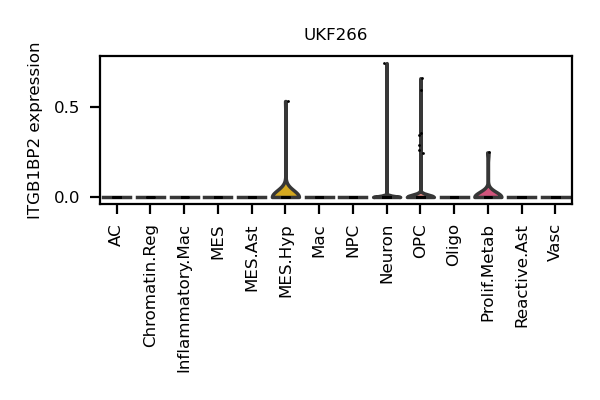 UKF266
ITGB1BP2 expression
0.5
0.0
AC
Chromatin.Reg
Inflammatory.Mac
MES
MES.Ast
MES.Hyp
Mac
NPC
Neuron
OPC
Oligo
Prolif.Metab
Reactive.Ast
Vasc